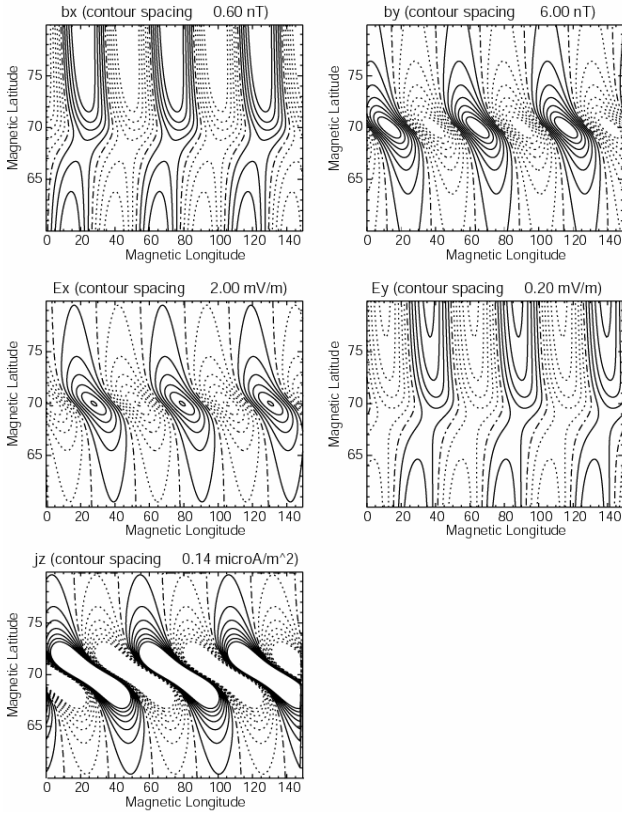 bx (contour spacing 0.60 nT)
75
70
65
Magnetic Latitude
0 20 40 60 80 100 120 140
Magnetic Longitude
by (contour spacing 6.00 nT)
75
70
65
Magnetic Latitude
0 20 40 60 80 100 120 140
Magnetic Longitude
Ex (contour spacing 2.00 mV/m)
75
70
65
Magnetic Latitude
0 20 40 60 80 100 120 140
Magnetic Longitude
Ey (contour spacing 0.20 mV/m)
75
70
65
Magnetic Latitude
0 20 40 60 80 100 120 140
Magnetic Longitude
jz (contour spacing 0.14 microA/m^2)
75
70
65
Magnetic Latitude
0 20 40 60 80 100 120 140
Magnetic Longitude